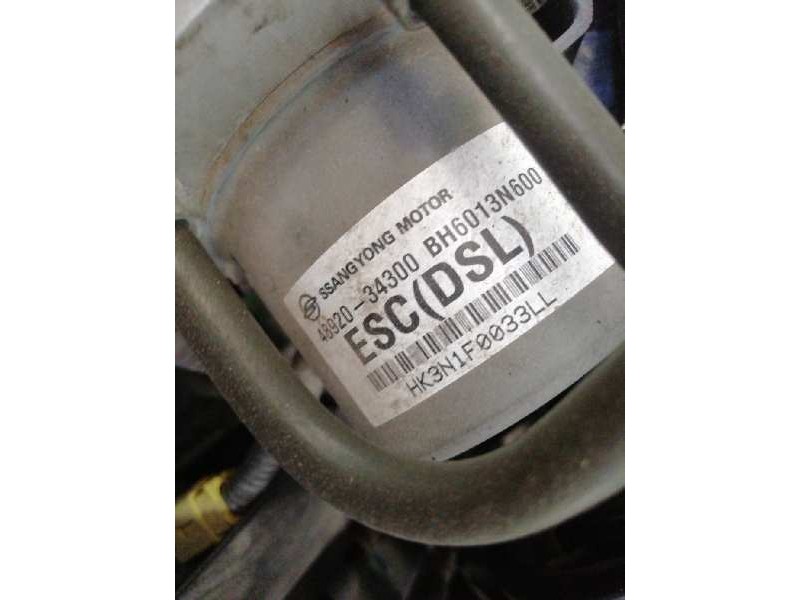 SSANGYONG MOTOR
48920-34300 BH6013N600
ESC(DSL)
HK3N1F0033LL